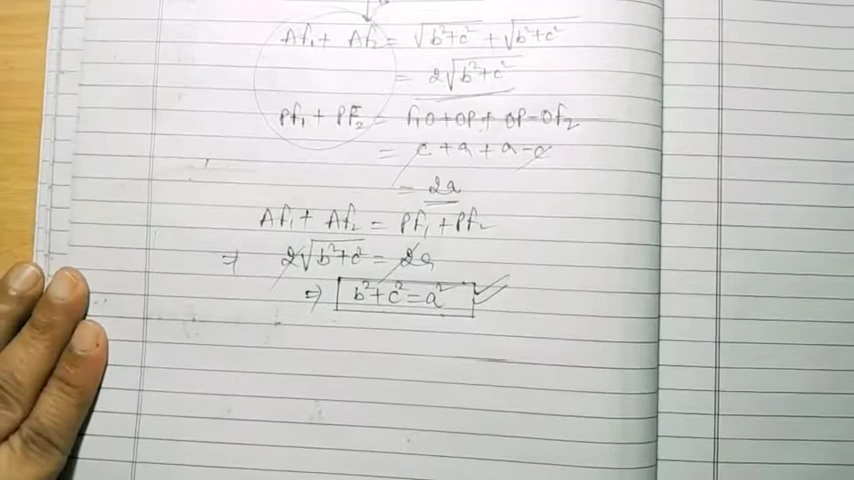 Af₁ + Af₂ = √b²+c² + √b²+c²
= 2√b²+c²
Pf₁ + PF₂ = f₁O+OP+ OP-Of₂
= c + a + a - c
= 2a
Af₁ + Af₂ = Pf₁ + Pf₂
⇒ 2√b²+c² = 2a
⇒ b²+c² = a²